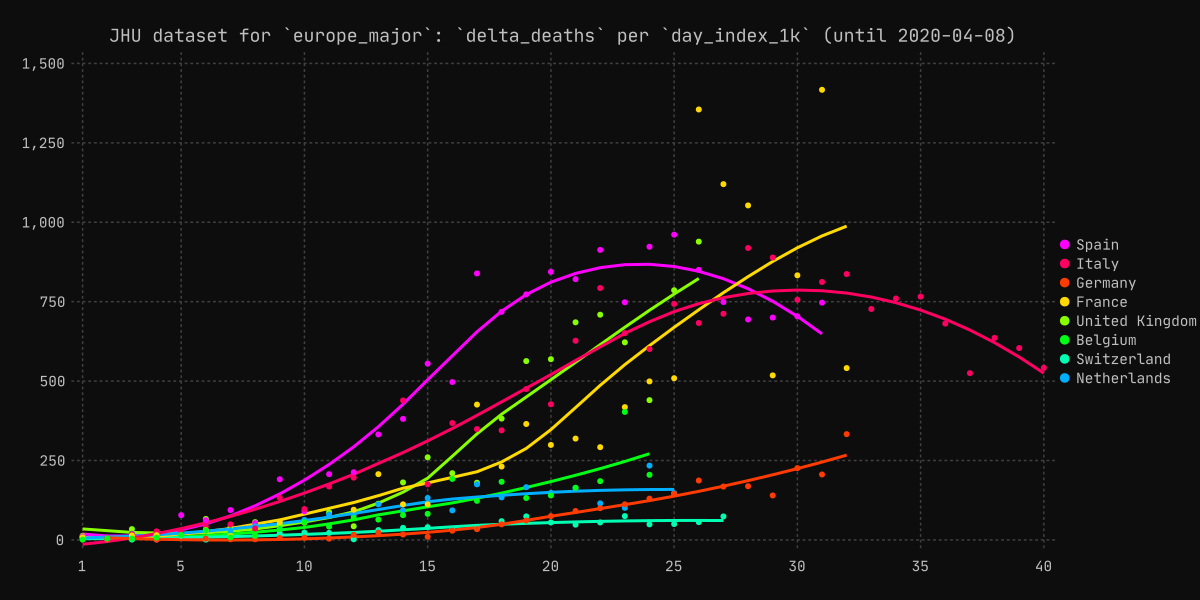 JHU dataset for `europe_major`: `delta_deaths` per `day_index_1k` (until 2020-04-08)
1,500
1,250
1,000
750
500
250
0
1 5 10 15 20 25 30 35 40
Spain
Italy
Germany
France
United Kingdom
Belgium
Switzerland
Netherlands